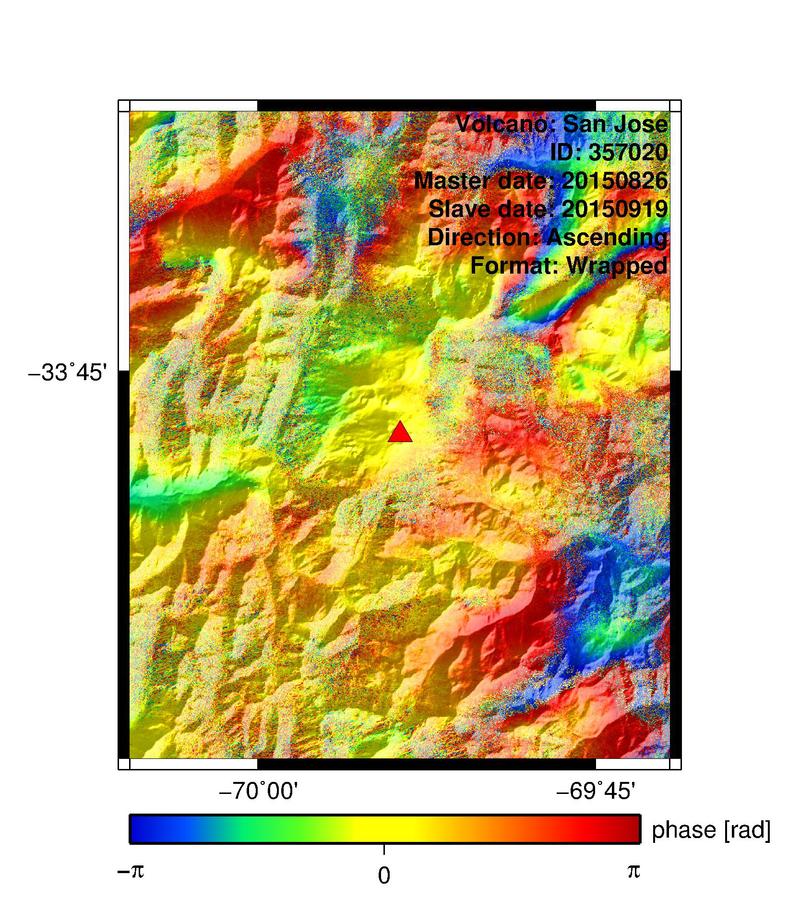 Volcano: San Jose
ID: 357020
Master date: 20150826
Slave date: 20150919
Direction: Ascending
Format: Wrapped
−33˚45'
−70˚00' −69˚45'
phase [rad]
−π 0 π